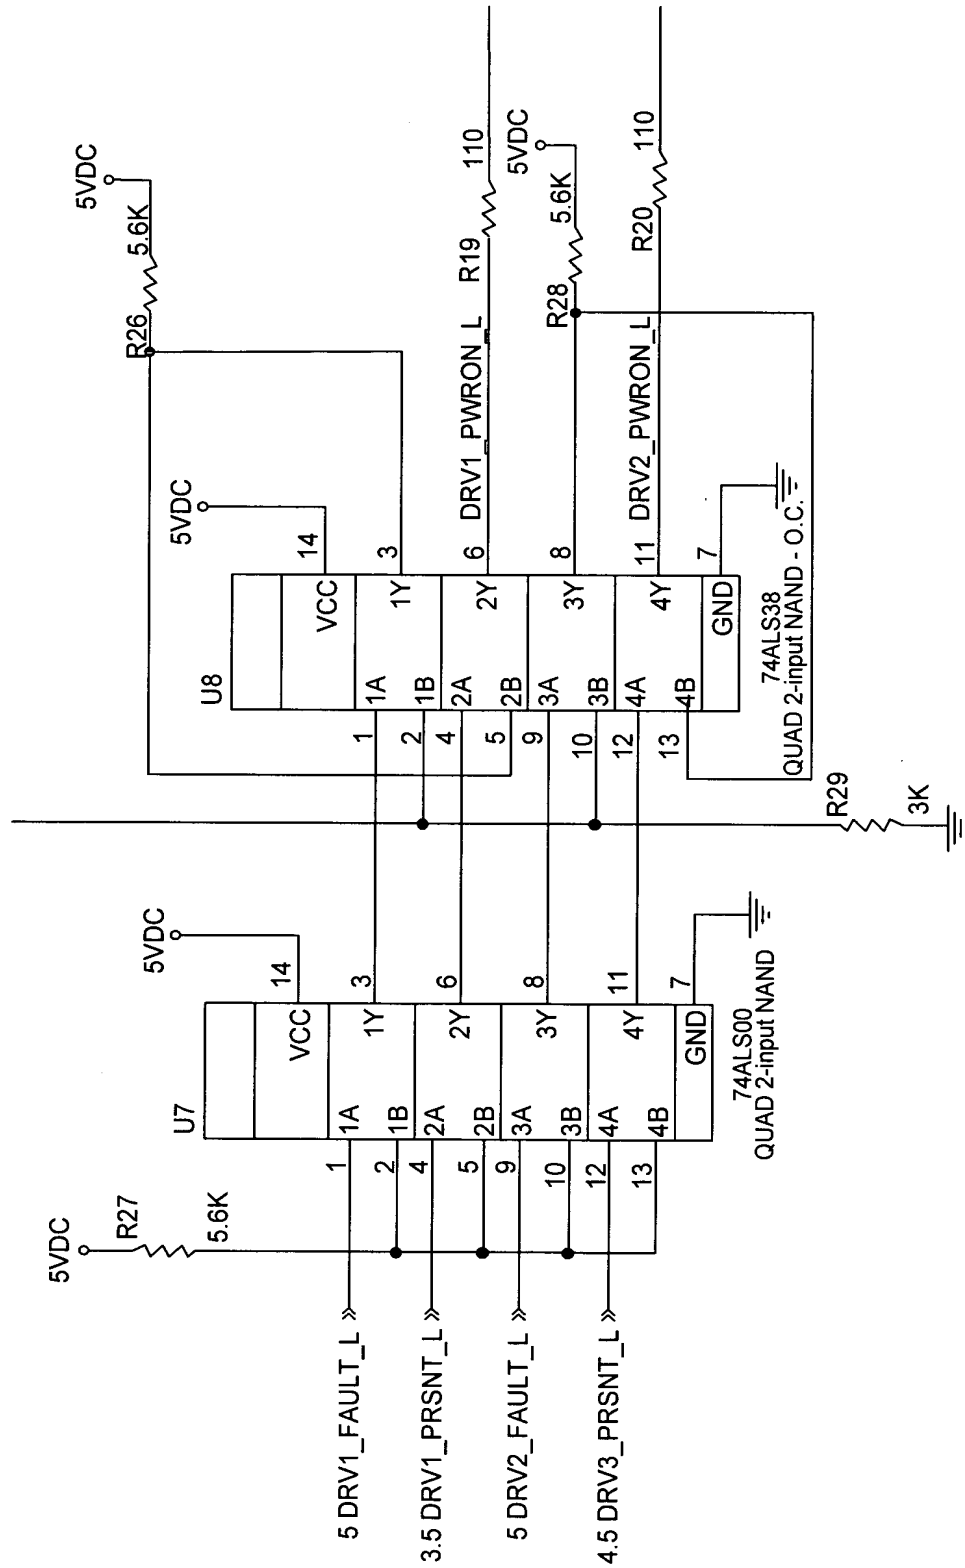 5VDC
R27
5.6K
5 DRV1_FAULT_L
3.5 DRV1_PRSNT_L
5 DRV2_FAULT_L
4.5 DRV3_PRSNT_L
U7
5VDC
14
VCC
1
1A
1Y
3
2
1B
4
2A
2Y
6
5
2B
9
3A
3Y
8
10
3B
12
4A
4Y
11
13
4B
GND
7
74ALS00
QUAD 2-input NAND
R29
3K
U8
5VDC
14
VCC
1
1A
1Y
3
2
1B
4
2A
2Y
6
5
2B
9
3A
3Y
8
10
3B
12
4A
4Y
11
13
4B
GND
7
74ALS38
QUAD 2-input NAND - O.C.
5VDC
R26
5.6K
DRV1_PWRON_L
R19
110
5VDC
R28
5.6K
DRV2_PWRON_L
R20
110